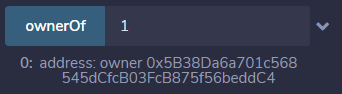 ownerOf 1
0: address: owner 0x5B38Da6a701c568
545dCfcB03FcB875f56beddC4